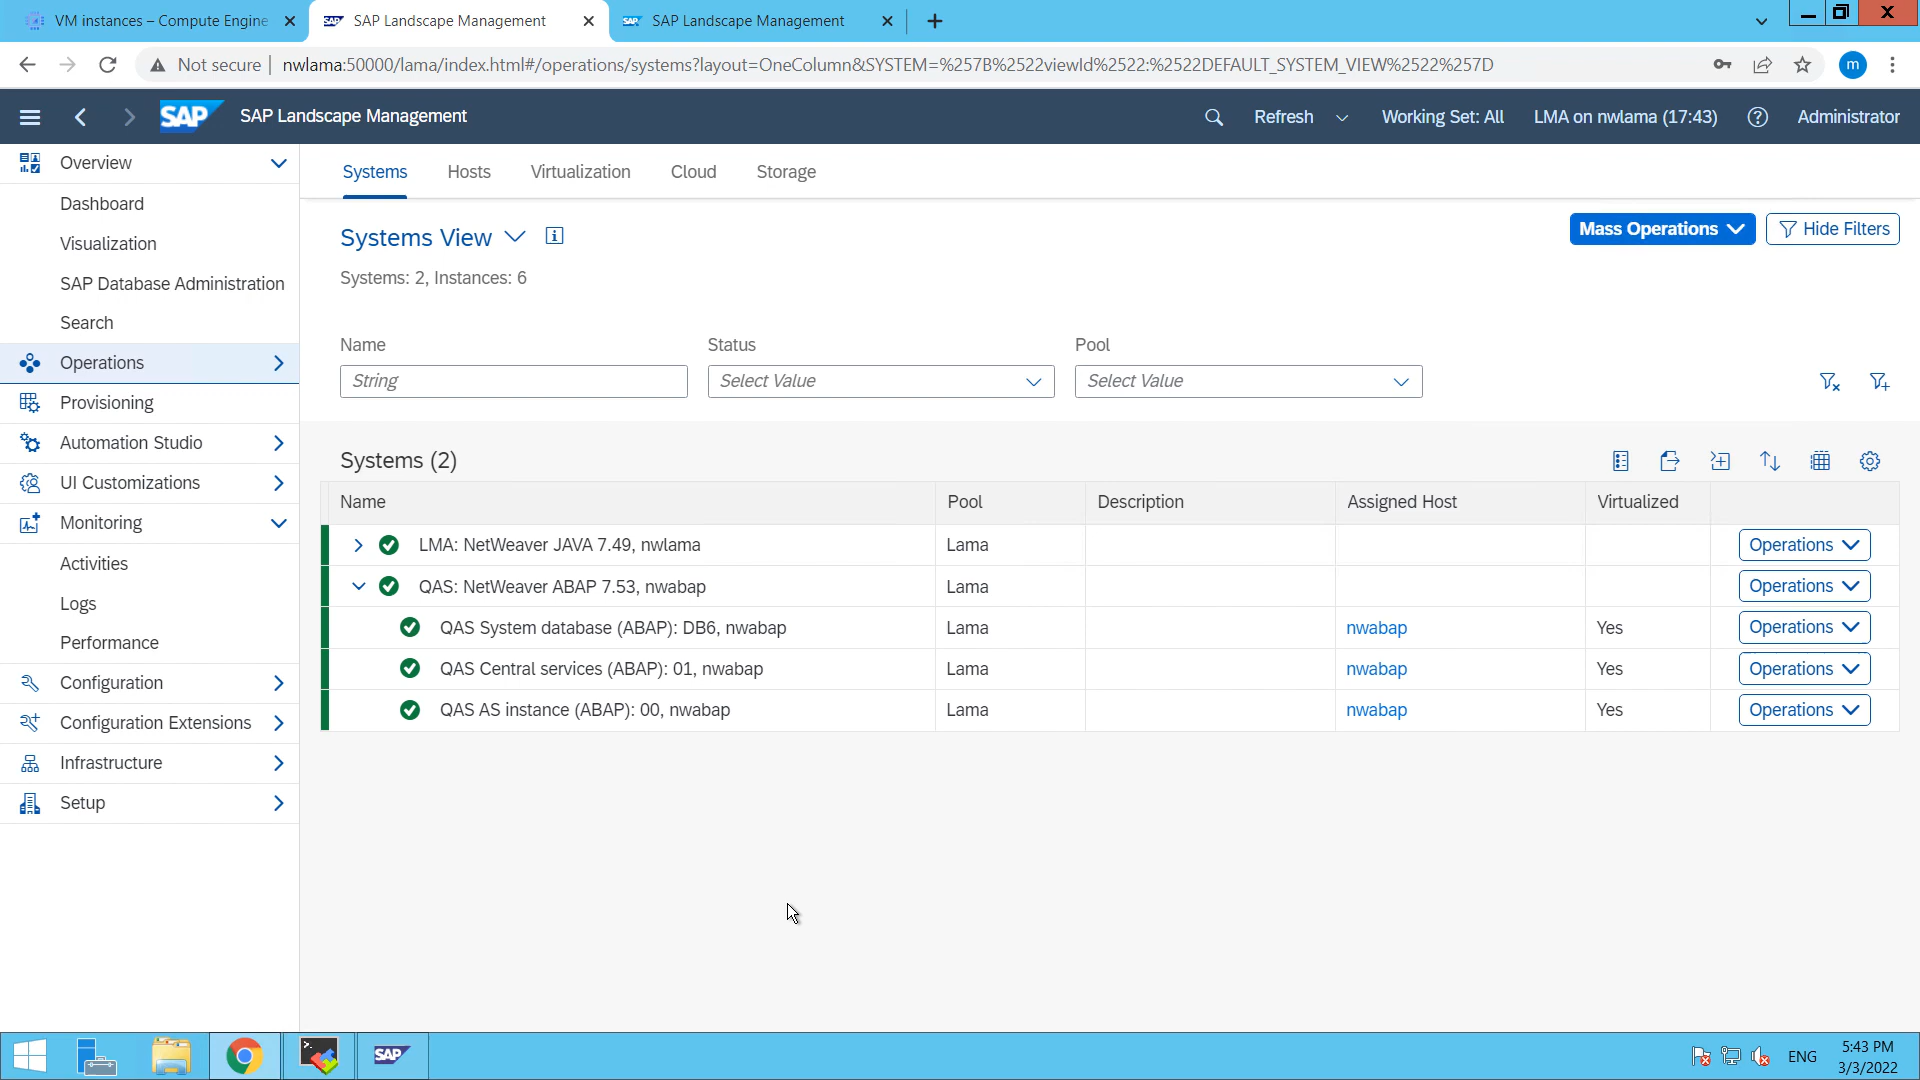 VM instances – Compute Engine
SAP Landscape Management
SAP Landscape Management
Not secure
nwlama:50000/lama/index.html#/operations/systems?layout=OneColumn&SYSTEM=%257B%2522viewId%2522:%2522DEFAULT_SYSTEM_VIEW%2522%257D
m
SAP
SAP Landscape Management
Refresh
Working Set: All
LMA on nwlama (17:43)
Administrator
Overview
Dashboard
Visualization
SAP Database Administration
Search
Operations
Provisioning
Automation Studio
UI Customizations
Monitoring
Activities
Logs
Performance
Configuration
Configuration Extensions
Infrastructure
Setup
Systems Hosts Virtualization Cloud Storage
Systems View
Mass Operations
Hide Filters
Systems: 2, Instances: 6
Name Status Pool
String Select Value Select Value
Systems (2)
Name Pool Description Assigned Host Virtualized
LMA: NetWeaver JAVA 7.49, nwlama Lama Operations
QAS: NetWeaver ABAP 7.53, nwabap Lama Operations
QAS System database (ABAP): DB6, nwabap Lama nwabap Yes Operations
QAS Central services (ABAP): 01, nwabap Lama nwabap Yes Operations
QAS AS instance (ABAP): 00, nwabap Lama nwabap Yes Operations
SAP
ENG
5:43 PM
3/3/2022